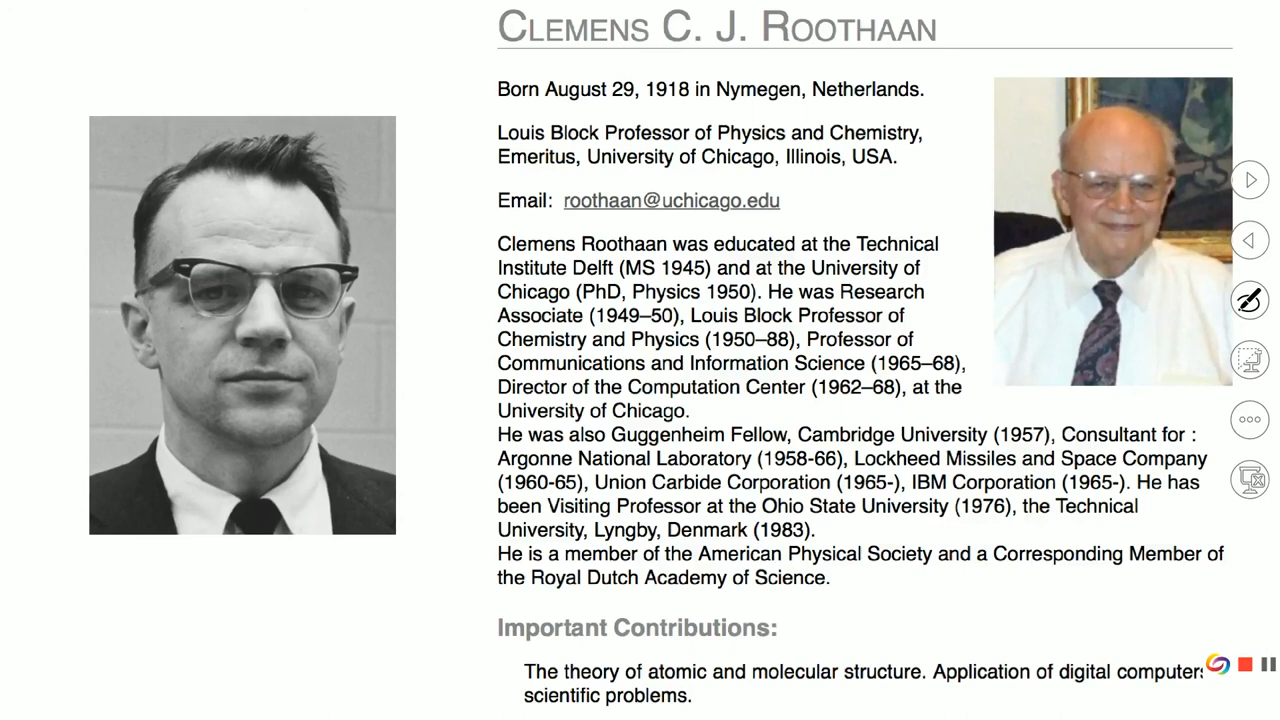 CLEMENS C. J. ROOTHAAN
Born August 29, 1918 in Nymegen, Netherlands.
Louis Block Professor of Physics and Chemistry,
Emeritus, University of Chicago, Illinois, USA.
Email: roothaan@uchicago.edu
Clemens Roothaan was educated at the Technical
Institute Delft (MS 1945) and at the University of
Chicago (PhD, Physics 1950). He was Research
Associate (1949–50), Louis Block Professor of
Chemistry and Physics (1950–88), Professor of
Communications and Information Science (1965–68),
Director of the Computation Center (1962–68), at the
University of Chicago.
He was also Guggenheim Fellow, Cambridge University (1957), Consultant for :
Argonne National Laboratory (1958-66), Lockheed Missiles and Space Company
(1960-65), Union Carbide Corporation (1965-), IBM Corporation (1965-). He has
been Visiting Professor at the Ohio State University (1976), the Technical
University, Lyngby, Denmark (1983).
He is a member of the American Physical Society and a Corresponding Member of
the Royal Dutch Academy of Science.
Important Contributions:
The theory of atomic and molecular structure. Application of digital computers
scientific problems.